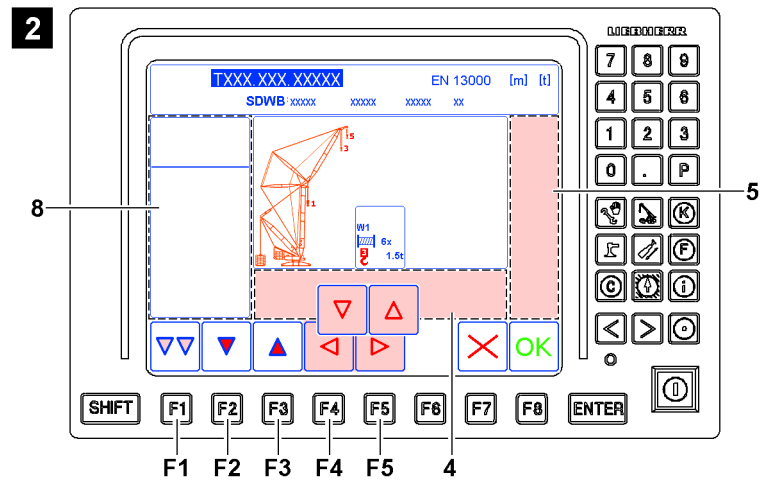 2
LIEBHERR
TXXX.XXX.XXXXX EN 13000 [m] [t]
SDWB xxxxx xxxxx xxxxx xx
7 8 9
4 5 6
1 2 3
0 . P
5
3
1
2
W1
6x
1.5t
8
5
K
F
C i
OK
4
SHIFT F1 F2 F3 F4 F5 F6 F7 F8 ENTER
F1 F2 F3 F4 F5 4